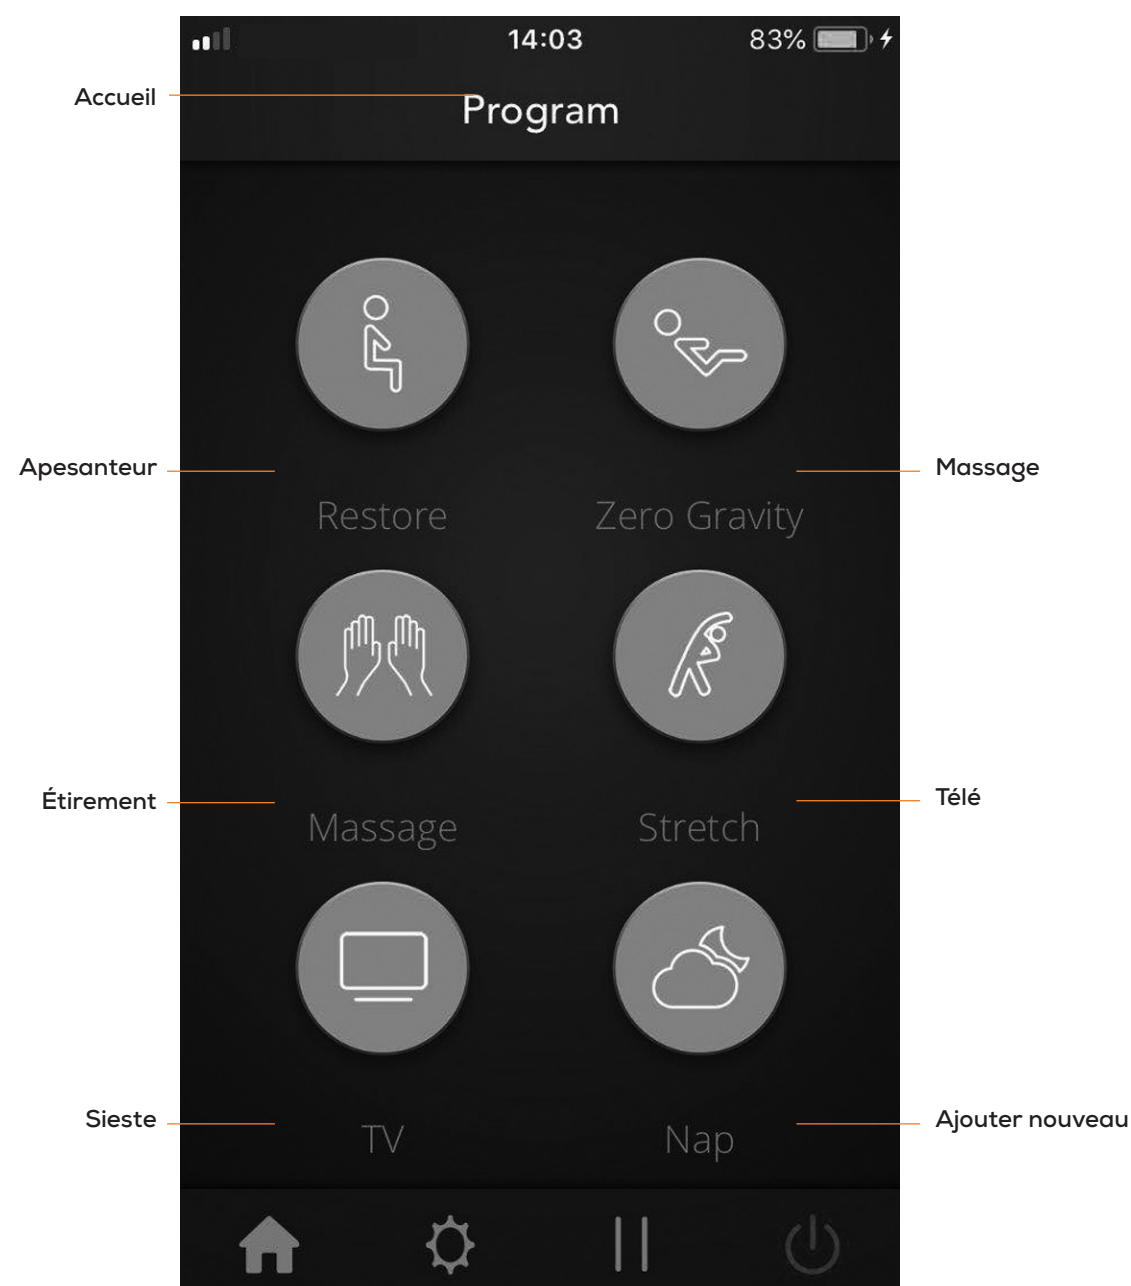 14:03
83%
Accueil
Program
Apesanteur
Massage
Restore
Zero Gravity
Étirement
Télé
Massage
Stretch
Sieste
Ajouter nouveau
TV
Nap